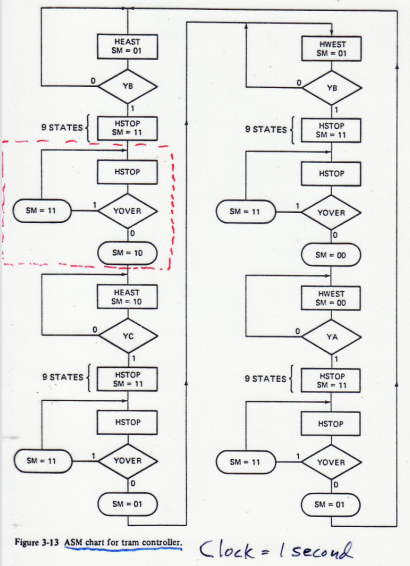 HEAST
SM = 01
0
YB
1
9 STATES
HSTOP
SM = 11
HSTOP
SM = 11
1
YOVER
0
SM = 10
HEAST
SM = 10
0
YC
1
9 STATES
HSTOP
SM = 11
HSTOP
SM = 11
1
YOVER
0
SM = 01
HWEST
SM = 01
0
YB
1
9 STATES
HSTOP
SM = 11
HSTOP
SM = 11
1
YOVER
0
SM = 00
HWEST
SM = 00
0
YA
1
9 STATES
HSTOP
SM = 11
HSTOP
SM = 11
1
YOVER
0
SM = 01
Figure 3-13 ASM chart for tram controller.
Clock = 1 second